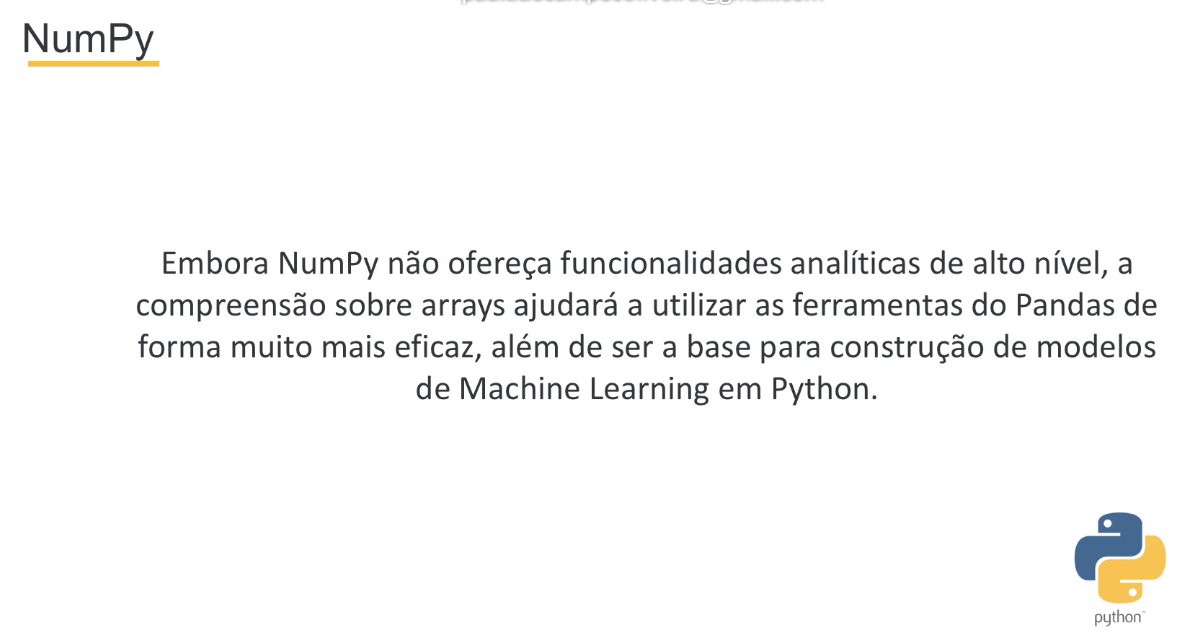 NumPy
Embora NumPy não ofereça funcionalidades analíticas de alto nível, a
compreensão sobre arrays ajudará a utilizar as ferramentas do Pandas de
forma muito mais eficaz, além de ser a base para construção de modelos
de Machine Learning em Python.
python